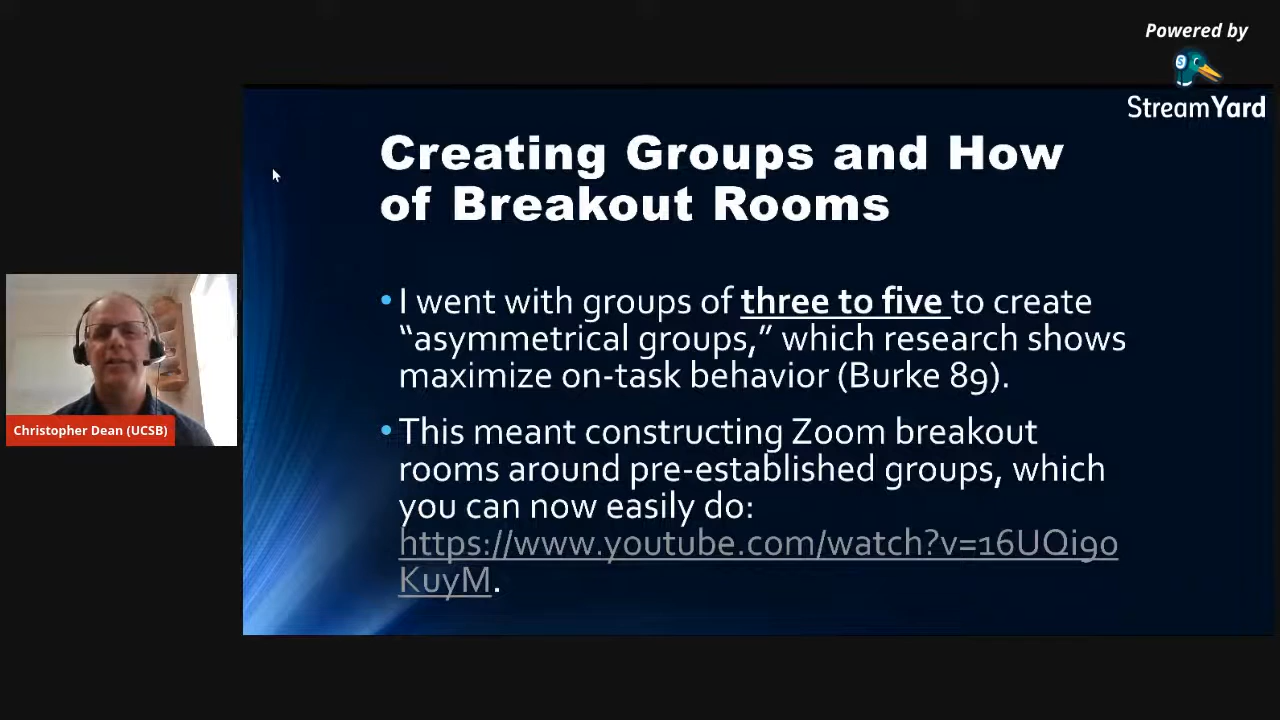 Powered by
StreamYard
Creating Groups and How
of Breakout Rooms
• I went with groups of three to five to create
“asymmetrical groups,” which research shows
maximize on-task behavior (Burke 89).
• This meant constructing Zoom breakout
rooms around pre-established groups, which
you can now easily do:
https://www.youtube.com/watch?v=16UQi90
KuyM.
Christopher Dean (UCSB)